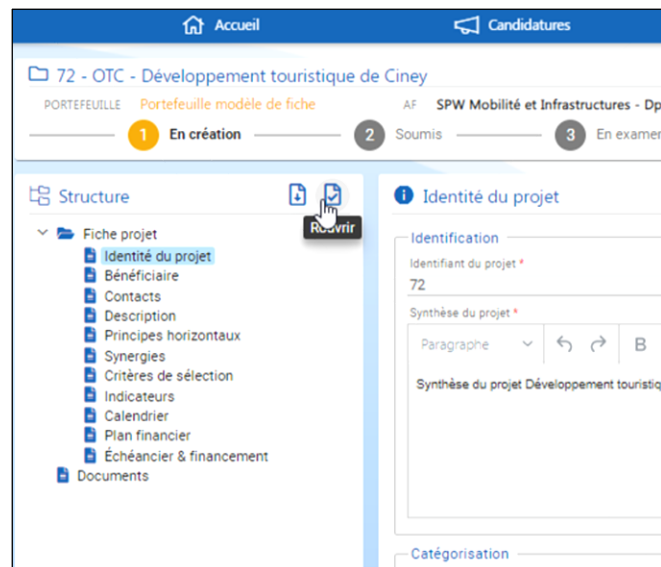 Accueil Candidatures
72 - OTC - Développement touristique de Ciney
PORTEFEUILLE Portefeuille modèle de fiche AF SPW Mobilité et Infrastructures - Dp
1 En création 2 Soumis 3 En examen
Structure
Rouvrir
Fiche projet
Identité du projet
Bénéficiaire
Contacts
Description
Principes horizontaux
Synergies
Critères de sélection
Indicateurs
Calendrier
Plan financier
Échéancier & financement
Documents
Identité du projet
Identification
Identifiant du projet *
72
Synthèse du projet *
Paragraphe B
Synthèse du projet Développement touristiq
Catégorisation